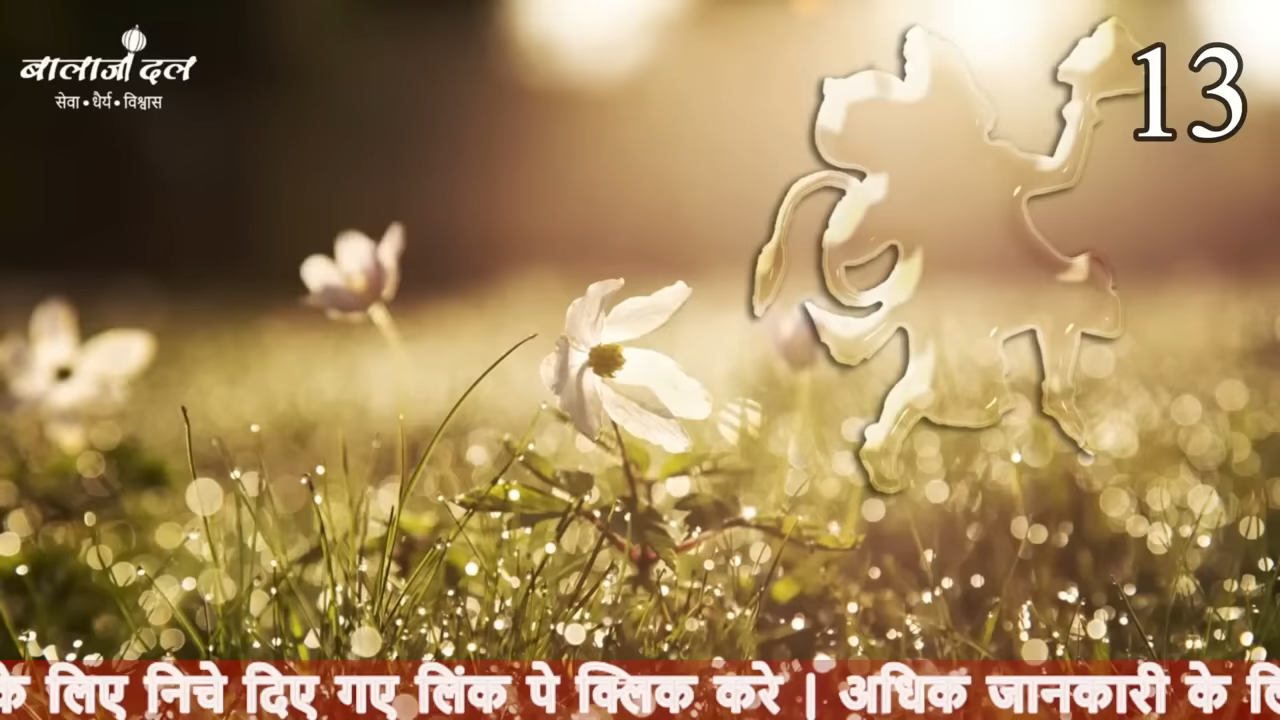 बालाजी दल
सेवा • धैर्य • विश्वास
13
के लिए निचे दिए गए लिंक पे क्लिक करे | अधिक जानकारी के